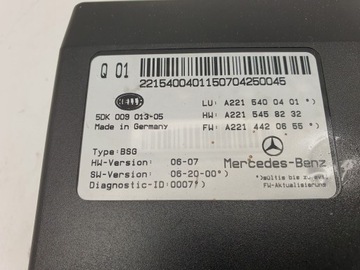 Q 01
2215400401150704250045
HELLA
LU: A221 540 04 01 *)
5DK 009 013-05
HW: A221 545 82 32
Made in Germany
FW: A221 442 06 55 *)
Type: BSG
HW-Version: 06-07
Mercedes-Benz
SW-Version: 06-20-00*)
*)gültig bis zu evtl.
Diagnostic-ID:0007*)
FW-Aktualisierung